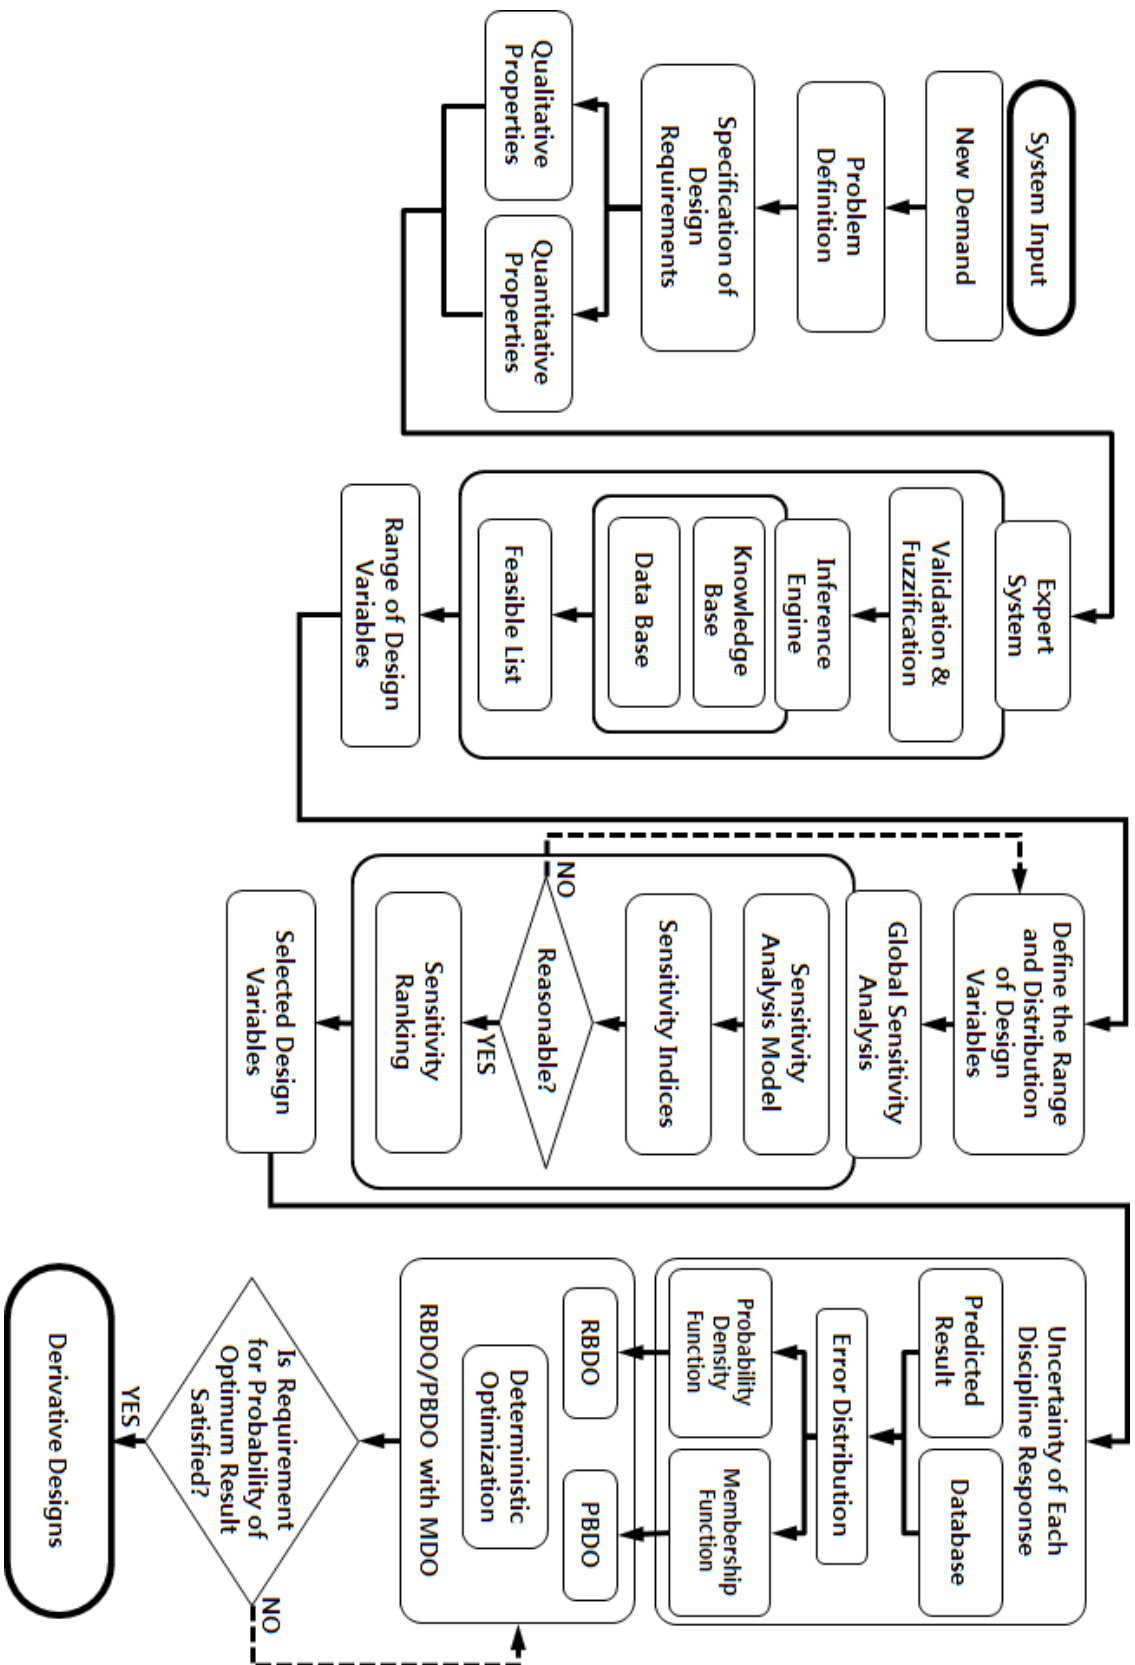 System Input
New Demand
Problem
Definition
Specification of
Design
Requirements
Qualitative
Properties
Quantitative
Properties
Expert
System
Validation &
Fuzzification
Inference
Engine
Knowledge
Base
Data Base
Feasible List
Range of Design
Variables
Define the Range
and Distribution
of Design
Variables
Global Sensitivity
Analysis
Sensitivity
Analysis Model
Sensitivity Indices
Reasonable?
NO
YES
Sensitivity
Ranking
Selected Design
Variables
Uncertainty of Each
Discipline Response
Predicted
Result
Database
Error Distribution
Probability
Density
Function
Membership
Function
RBDO
PBDO
Deterministic
Optimization
RBDO/PBDO with MDO
Is Requirement
for Probability of
Optimum Result
Satisfied?
NO
YES
Derivative Designs